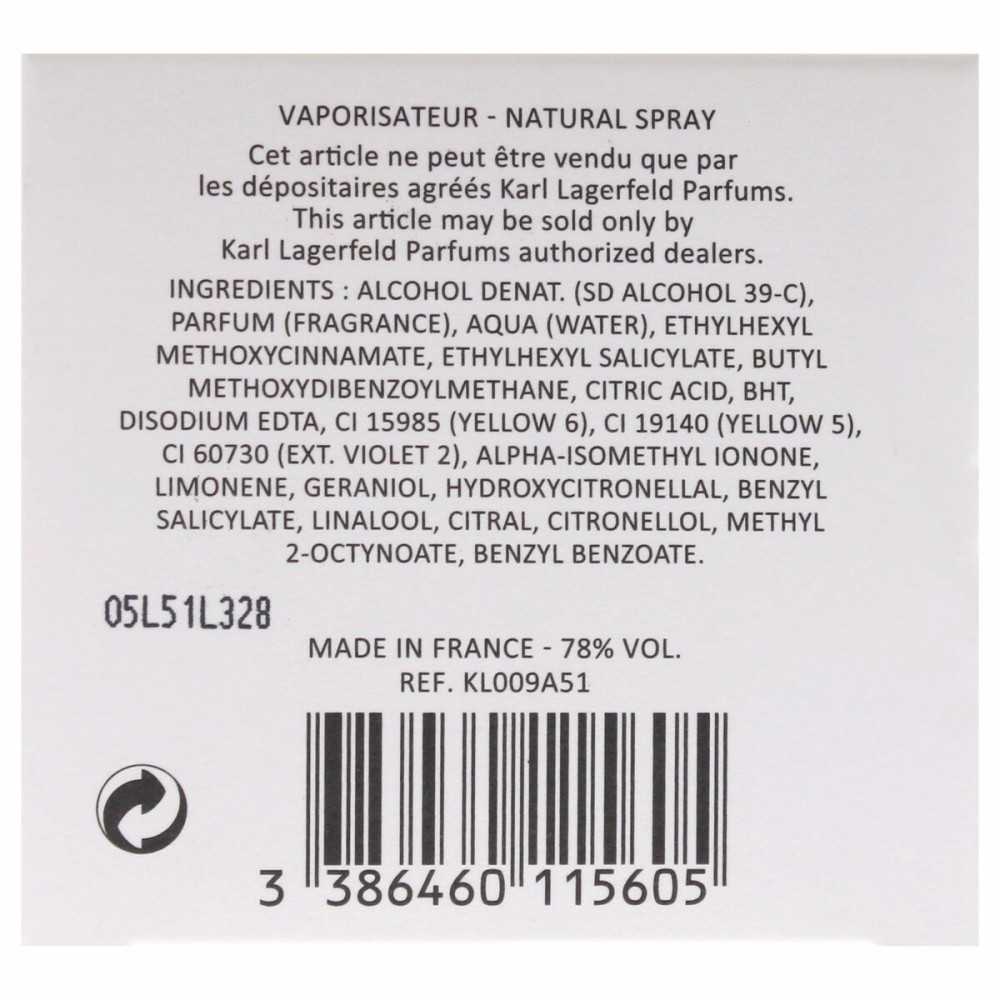 VAPORISATEUR - NATURAL SPRAY
Cet article ne peut être vendu que par
les dépositaires agréés Karl Lagerfeld Parfums.
This article may be sold only by
Karl Lagerfeld Parfums authorized dealers.
INGREDIENTS : ALCOHOL DENAT. (SD ALCOHOL 39-C),
PARFUM (FRAGRANCE), AQUA (WATER), ETHYLHEXYL
METHOXYCINNAMATE, ETHYLHEXYL SALICYLATE, BUTYL
METHOXYDIBENZOYLMETHANE, CITRIC ACID, BHT,
DISODIUM EDTA, CI 15985 (YELLOW 6), CI 19140 (YELLOW 5),
CI 60730 (EXT. VIOLET 2), ALPHA-ISOMETHYL IONONE,
LIMONENE, GERANIOL, HYDROXYCITRONELLAL, BENZYL
SALICYLATE, LINALOOL, CITRAL, CITRONELLOL, METHYL
2-OCTYNOATE, BENZYL BENZOATE.
05L51L328
MADE IN FRANCE - 78% VOL.
REF. KL009A51
3 386460 115605